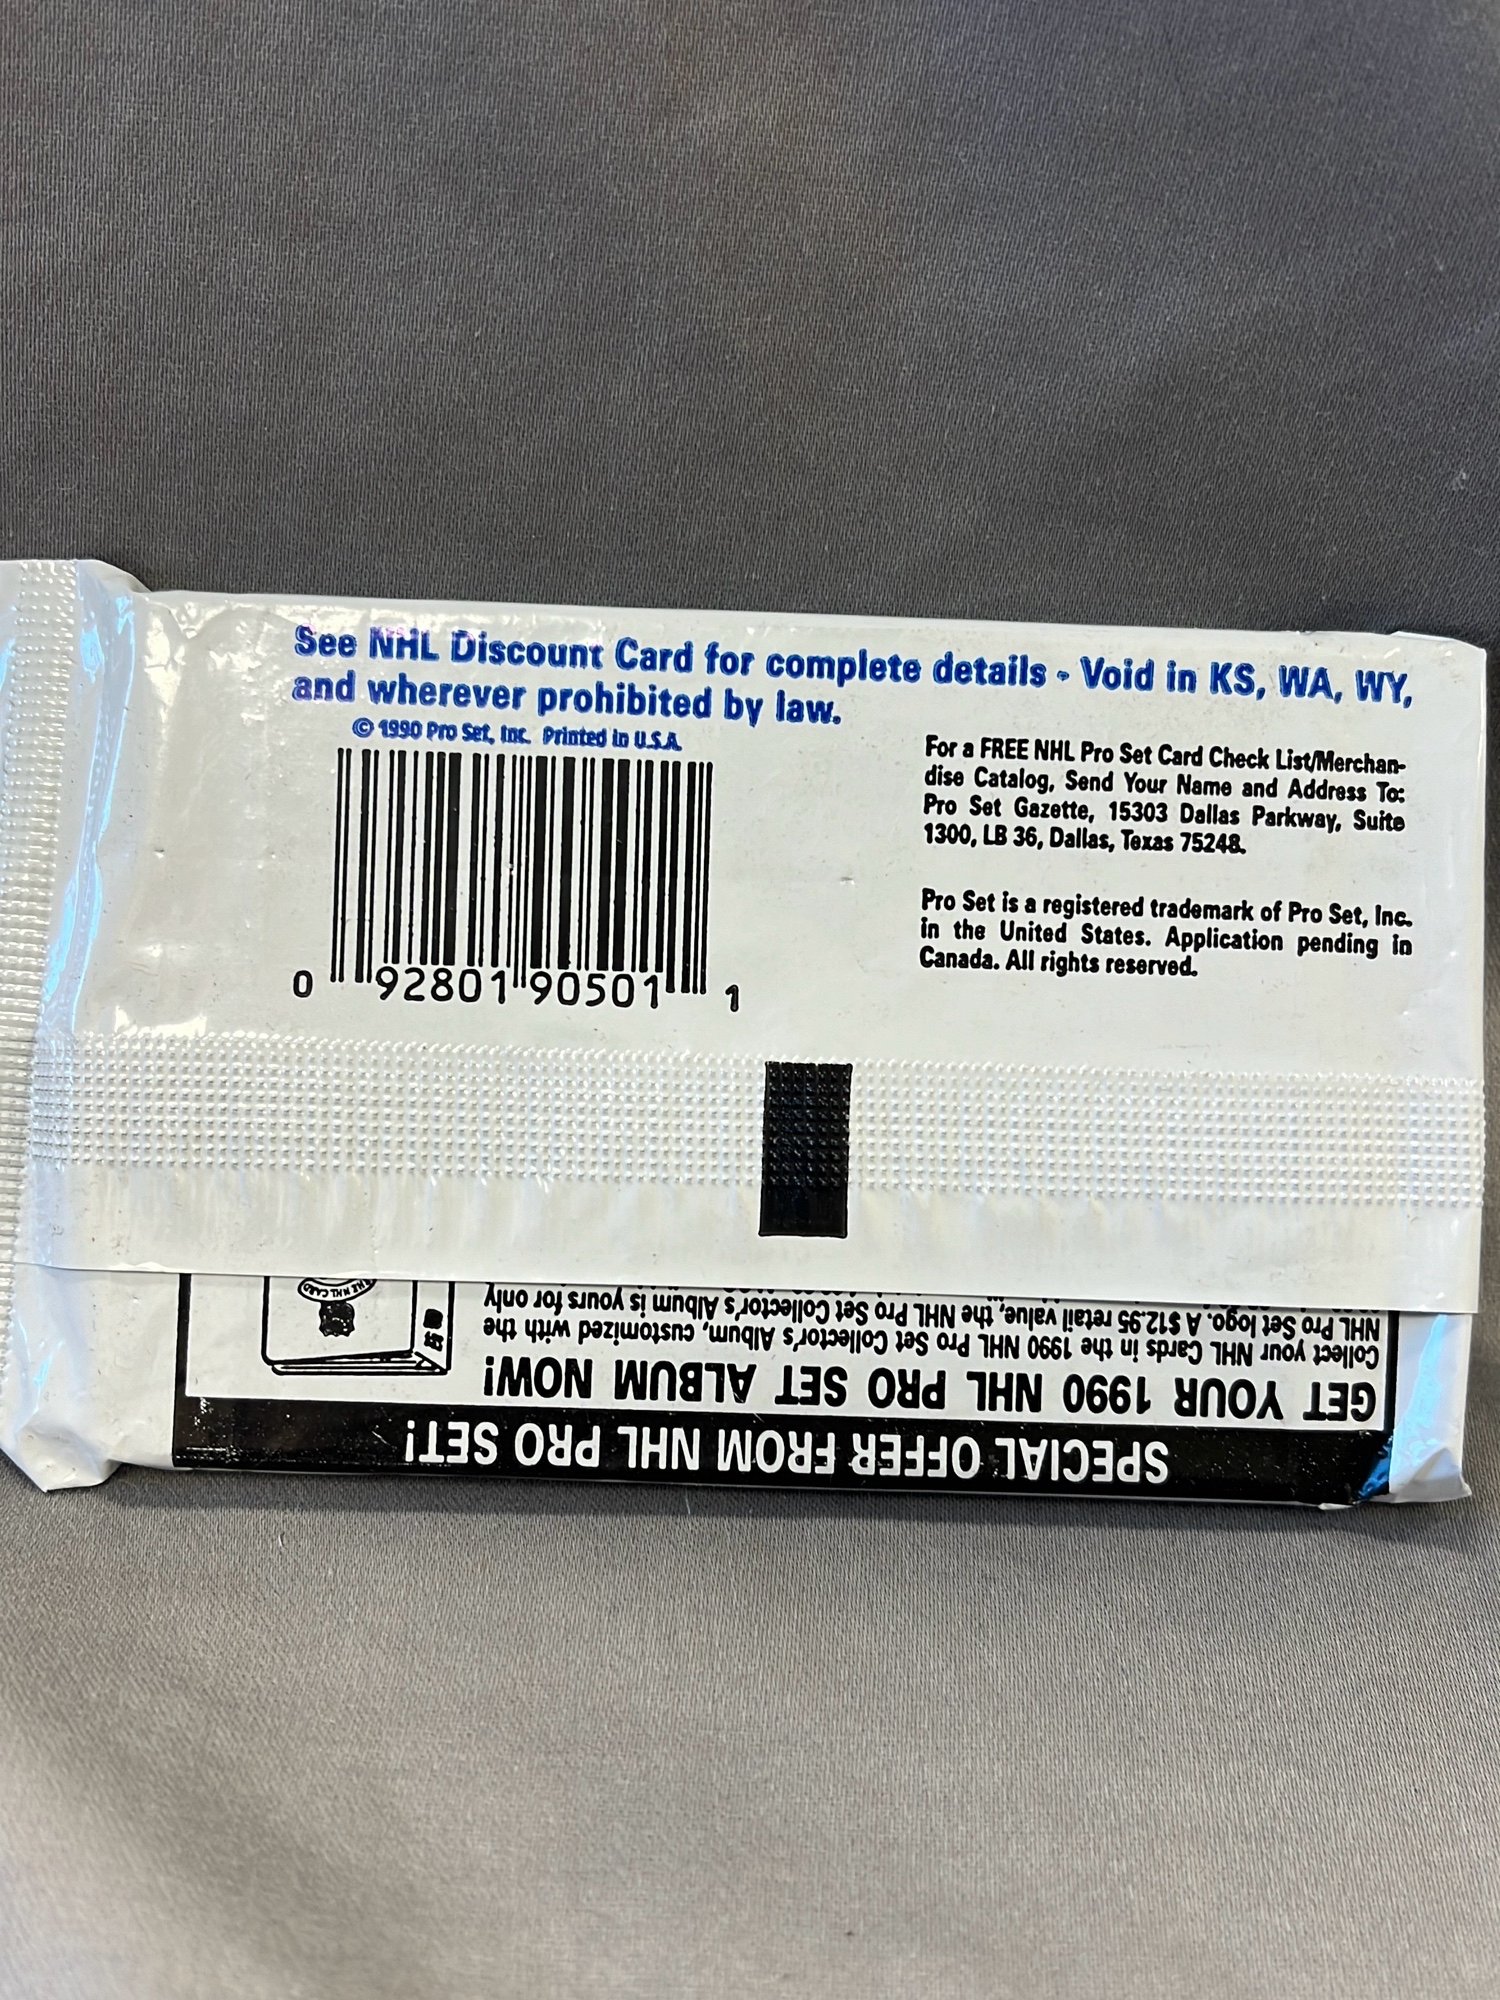 See NHL Discount Card for complete details - Void in KS, WA, WY,
and wherever prohibited by law.
© 1990 Pro Set, Inc. Printed in U.S.A.
0 92801 90501 1
For a FREE NHL Pro Set Card Check List/Merchan-
dise Catalog, Send Your Name and Address To:
Pro Set Gazette, 15303 Dallas Parkway, Suite
1300, LB 36, Dallas, Texas 75248.
Pro Set is a registered trademark of Pro Set, Inc.
in the United States. Application pending in
Canada. All rights reserved.
SPECIAL OFFER FROM NHL PRO SET!
GET YOUR 1990 NHL PRO SET ALBUM NOW!
Collect your NHL Cards in the 1990 NHL Pro Set Collector's Album, customized with the
NHL Pro Set logo. A $12.95 retail value, the NHL Pro Set Collector's Album is yours for only
THE NHL CARD